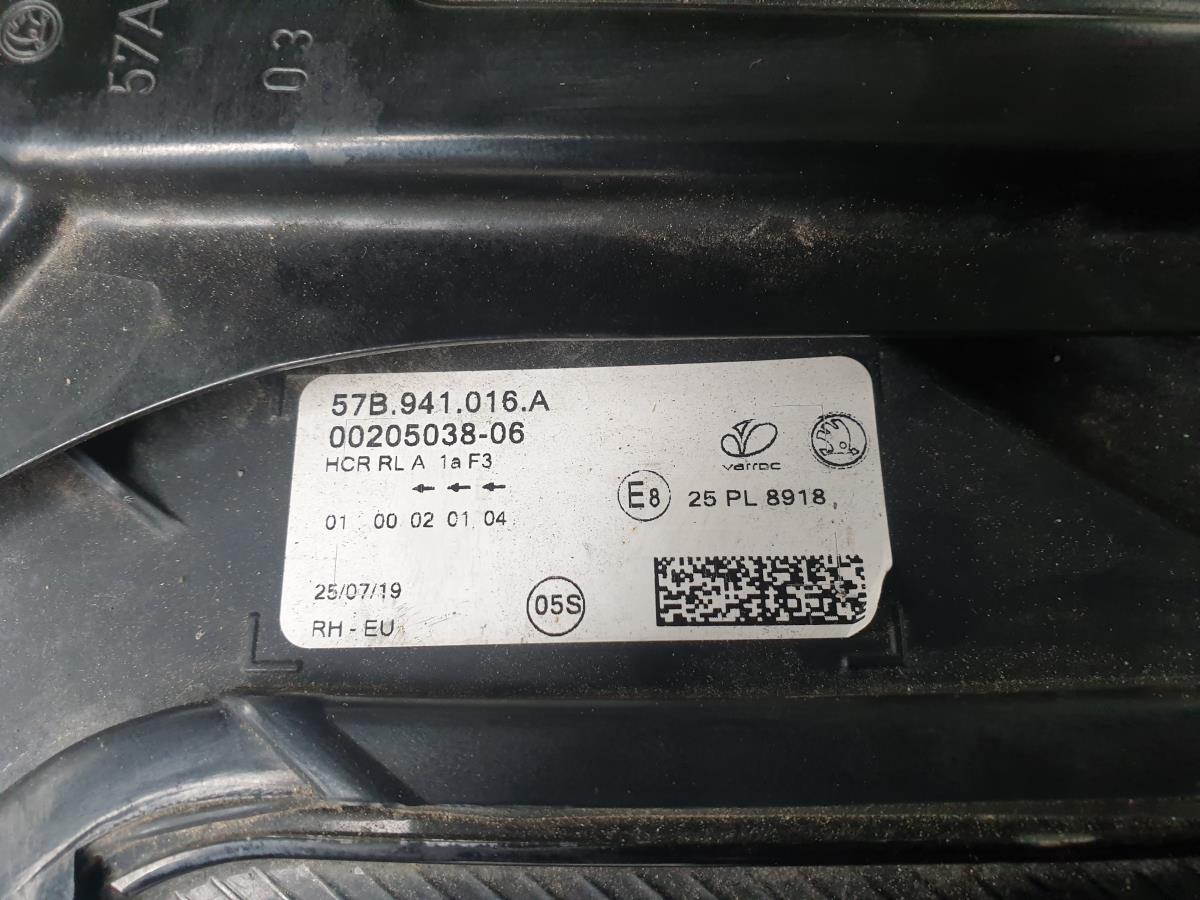 57A
03
57B.941.016.A
00205038-06
HCR RL A 1a F3
01 00 02 01 04
varroc
E8 25 PL 8918
25/07/19
05S
RH - EU